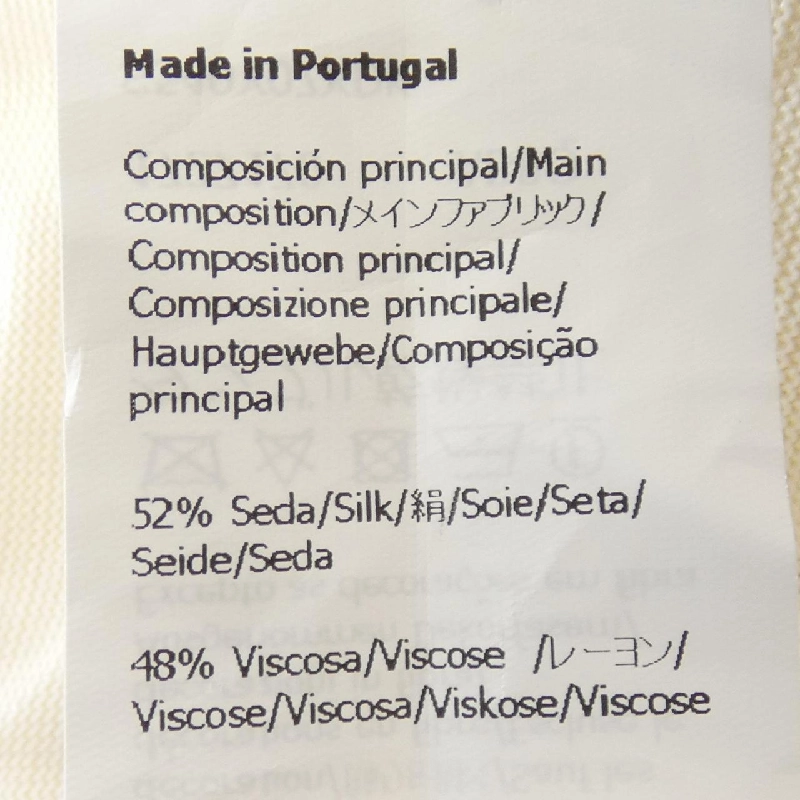 Made in Portugal
Composición principal/Main
composition/メインファブリック/
Composition principal/
Composizione principale/
Hauptgewebe/Composição
principal
52% Seda/Silk/絹/Soie/Seta/
Seide/Seda
48% Viscosa/Viscose /レーヨン/
Viscose/Viscosa/Viskose/Viscose